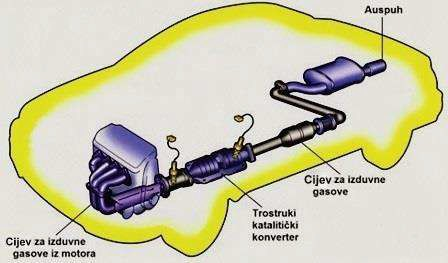 Auspuh
Cijev za izduvne
gasove
Trostruki
katalitički
konverter
Cijev za izduvne
gasove iz motora